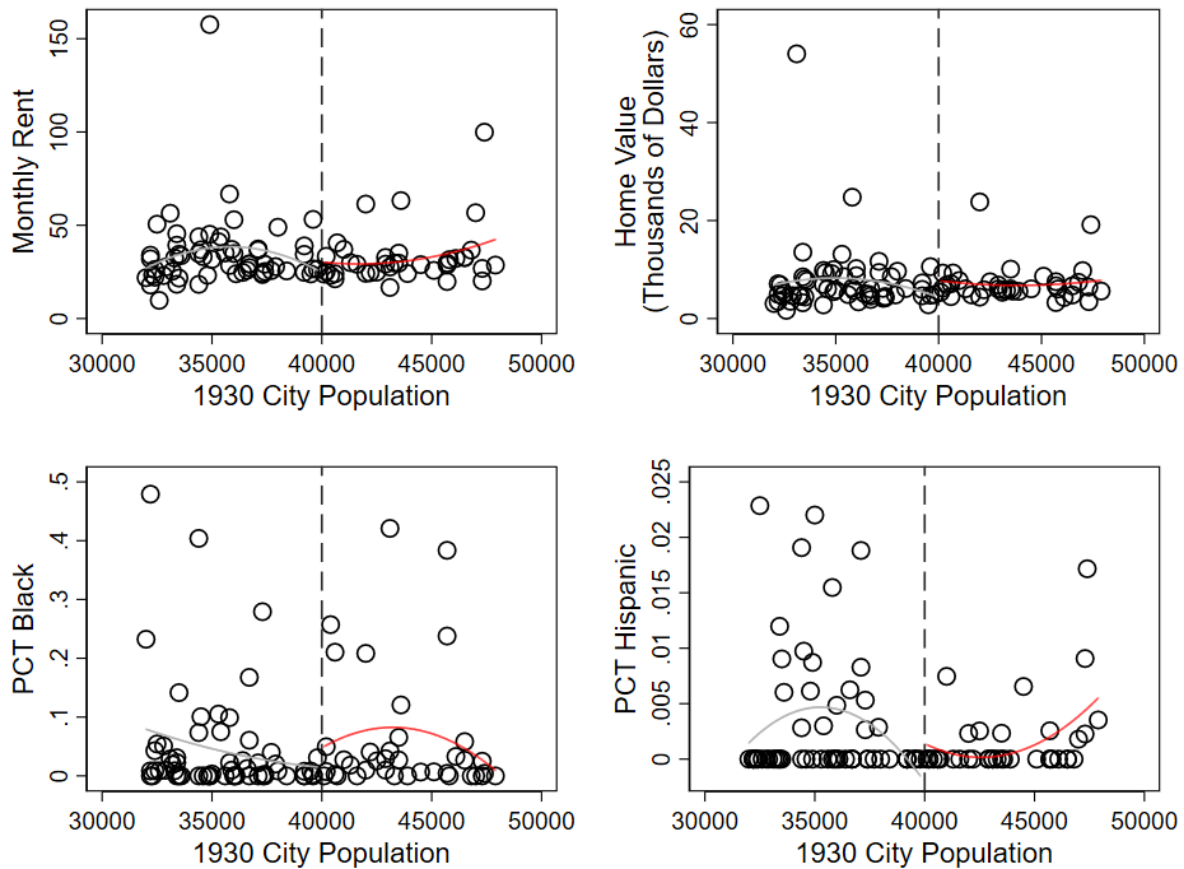 Monthly Rent
150
100
50
0
30000 35000 40000 45000 50000
1930 City Population
Home Value
(Thousands of Dollars)
60
40
20
0
30000 35000 40000 45000 50000
1930 City Population
PCT Black
.5
.4
.3
.2
.1
0
30000 35000 40000 45000 50000
1930 City Population
PCT Hispanic
.025
.02
.015
.01
.005
0
30000 35000 40000 45000 50000
1930 City Population